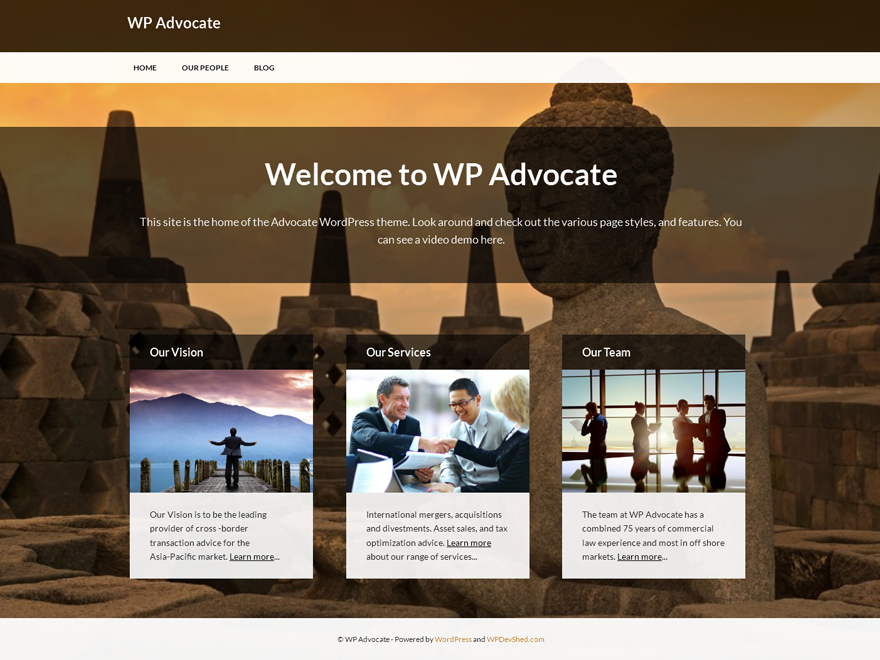 WP Advocate
HOME OUR PEOPLE BLOG
Welcome to WP Advocate
This site is the home of the Advocate WordPress theme. Look around and check out the various page styles, and features. You
can see a video demo here.
Our Vision
Our Vision is to be the leading
provider of cross -border
transaction advice for the
Asia-Pacific market. Learn more...
Our Services
International mergers, acquisitions
and divestments. Asset sales, and tax
optimization advice. Learn more
about our range of services...
Our Team
The team at WP Advocate has a
combined 75 years of commercial
law experience and most in off shore
markets. Learn more...
© WP Advocate - Powered by WordPress and WPDevShed.com